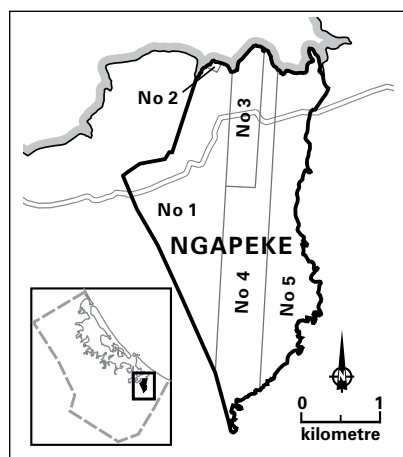 No 2
No 3
No 1
NGAPEKE
No 4
No 5
N
0 1
kilometre